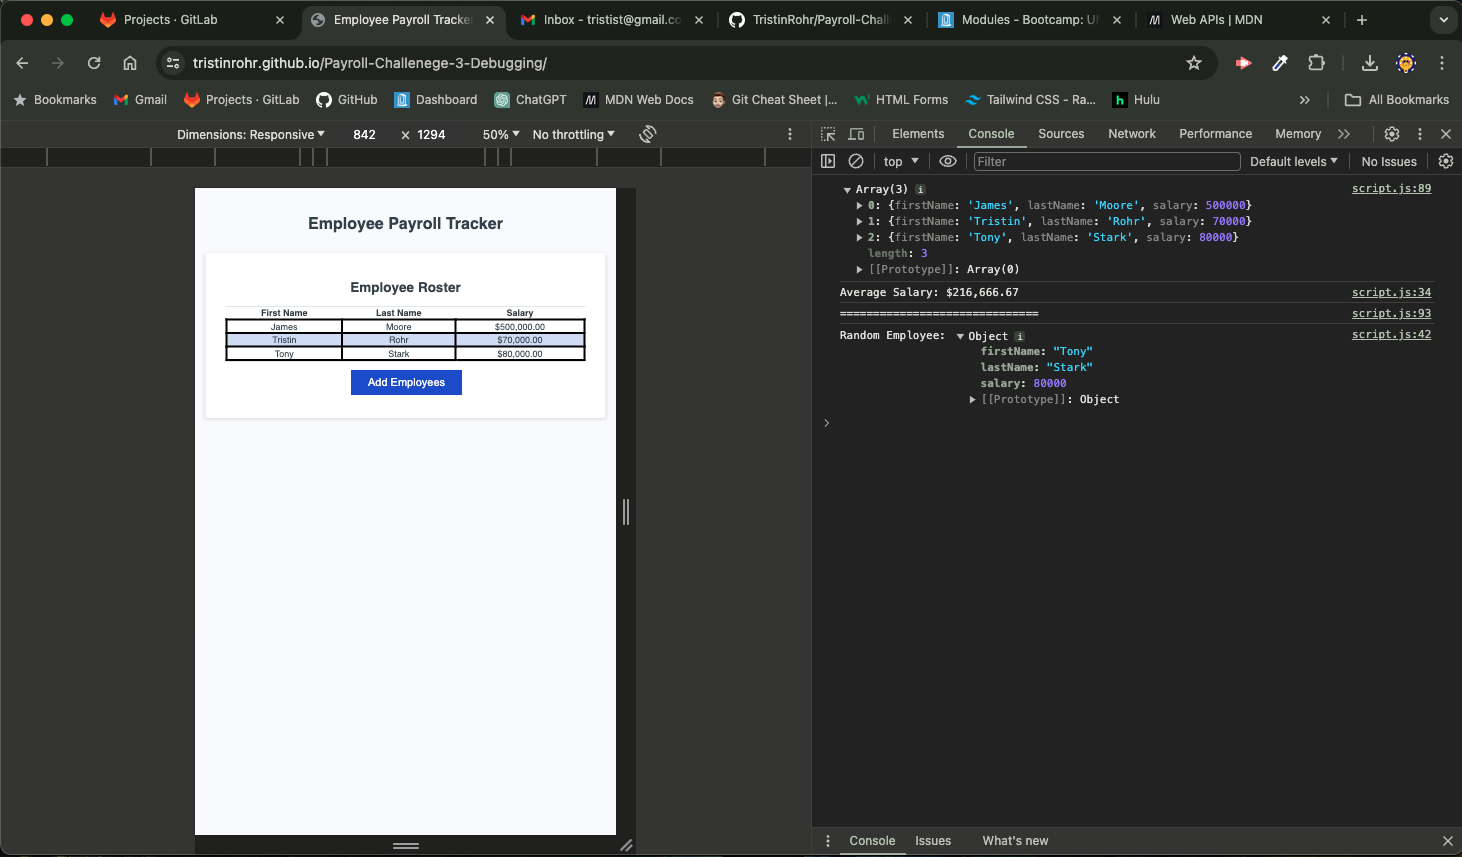 Projects · GitLab
Employee Payroll Tracker
Inbox - tristist@gmail.co
TristinRohr/Payroll-Chall
Modules - Bootcamp: UN
Web APIs | MDN
tristinrohr.github.io/Payroll-Challenege-3-Debugging/
Bookmarks
Gmail
Projects · GitLab
GitHub
Dashboard
ChatGPT
MDN Web Docs
Git Cheat Sheet |...
HTML Forms
Tailwind CSS - Ra...
Hulu
All Bookmarks
Dimensions: Responsive 842 × 1294 50% No throttling
Elements Console Sources Network Performance Memory
top Filter Default levels No Issues
Employee Payroll Tracker
Employee Roster
First Name Last Name Salary
James Moore $500,000.00
Tristin Rohr $70,000.00
Tony Stark $80,000.00
Add Employees
Array(3) i script.js:89
0: {firstName: 'James', lastName: 'Moore', salary: 500000}
1: {firstName: 'Tristin', lastName: 'Rohr', salary: 70000}
2: {firstName: 'Tony', lastName: 'Stark', salary: 80000}
length: 3
[[Prototype]]: Array(0)
Average Salary: $216,666.67 script.js:34
============================== script.js:93
Random Employee: Object i script.js:42
firstName: "Tony"
lastName: "Stark"
salary: 80000
[[Prototype]]: Object
Console Issues What's new